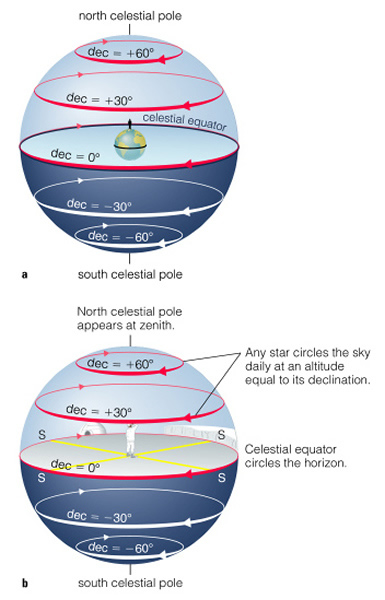 north celestial pole
dec = +60°
dec = +30°
celestial equator
dec = 0°
dec = −30°
dec = −60°
a
south celestial pole
North celestial pole
appears at zenith.
dec = +60°
Any star circles the sky
daily at an altitude
equal to its declination.
dec = +30°
S
S
Celestial equator
circles the horizon.
dec = 0°
S
S
dec = −30°
dec = −60°
b
south celestial pole